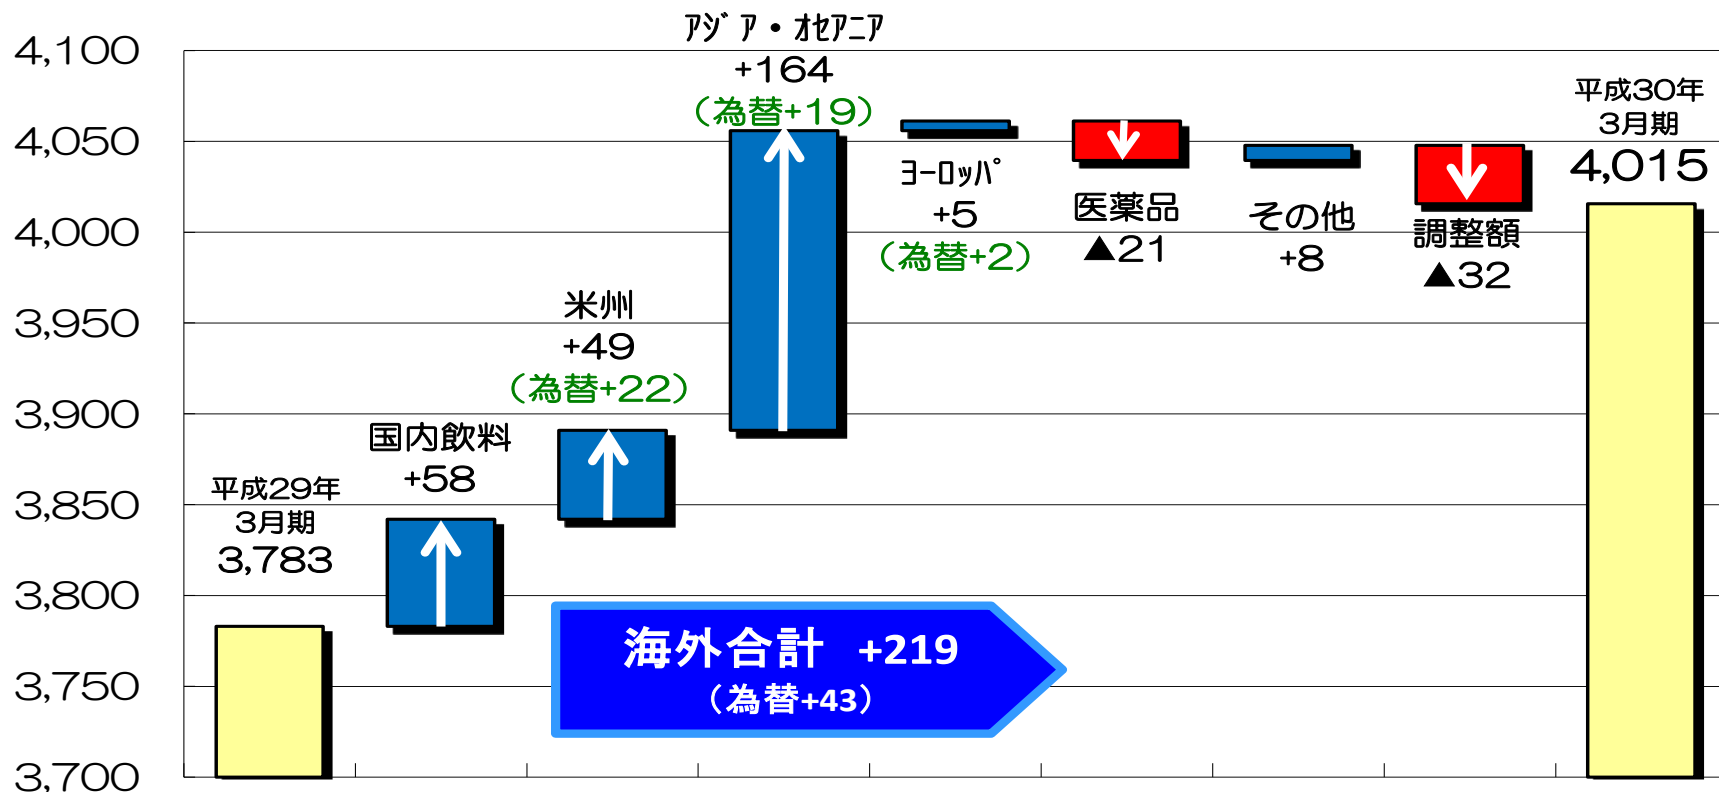 4,100
4,050
4,000
3,950
3,900
3,850
3,800
3,750
3,700
平成29年
3月期
3,783
国内飲料
+58
米州
+49
（為替+22）
ｱｼﾞｱ・ｵｾｱﾆｱ
+164
（為替+19）
ﾖｰﾛｯﾊﾟ
+5
（為替+2）
医薬品
▲21
その他
+8
調整額
▲32
平成30年
3月期
4,015
海外合計 +219
（為替+43）